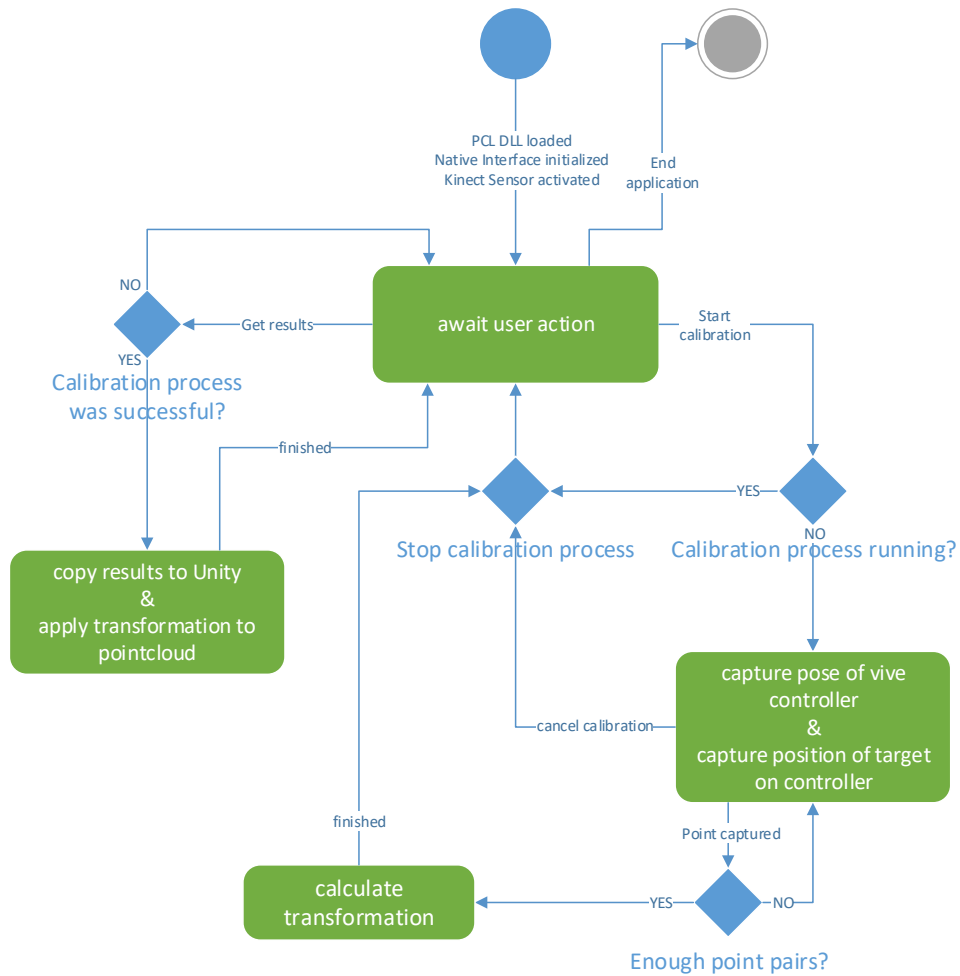 PCL DLL loaded
Native Interface initialized
Kinect Sensor activated
End
application
NO
Get results
await user action
Start
calibration
YES
Calibration process
was successful?
finished
YES
Stop calibration process
NO
Calibration process running?
copy results to Unity
&
apply transformation to
pointcloud
capture pose of vive
controller
&
capture position of target
on controller
cancel calibration
finished
Point captured
calculate
transformation
YES
NO
Enough point pairs?